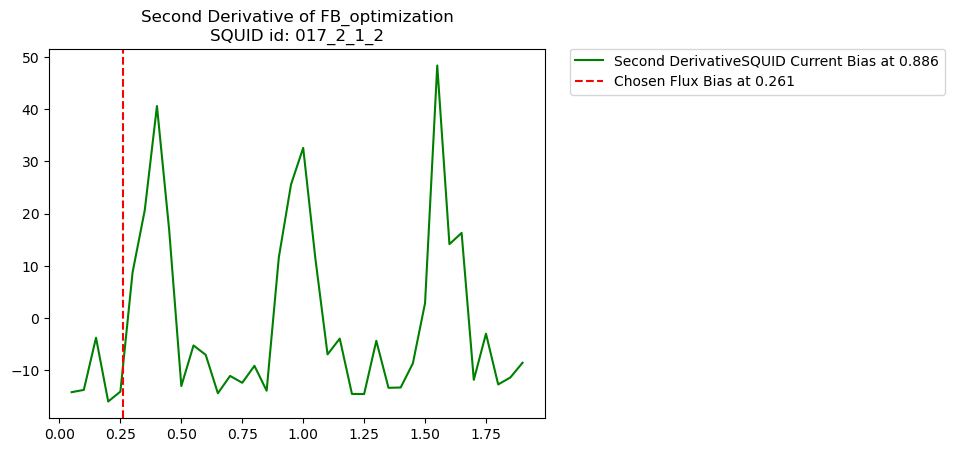 Second Derivative of FB_optimization
SQUID id: 017_2_1_2
Second DerivativeSQUID Current Bias at 0.886
Chosen Flux Bias at 0.261
50
40
30
20
10
0
−10
0.00 0.25 0.50 0.75 1.00 1.25 1.50 1.75